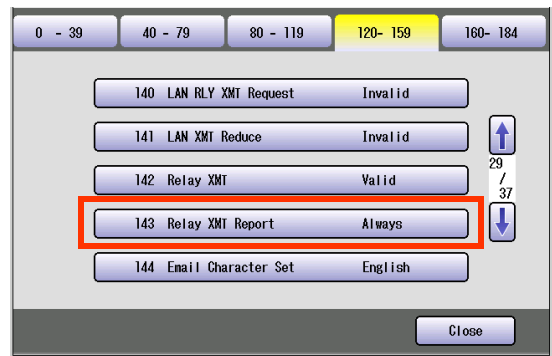 0 - 39 40 - 79 80 - 119 120- 159 160- 184
140 LAN RLY XMT Request Invalid
141 LAN XMT Reduce Invalid
142 Relay XMT Valid
143 Relay XMT Report Always
144 Email Character Set English
29
/
37
Close